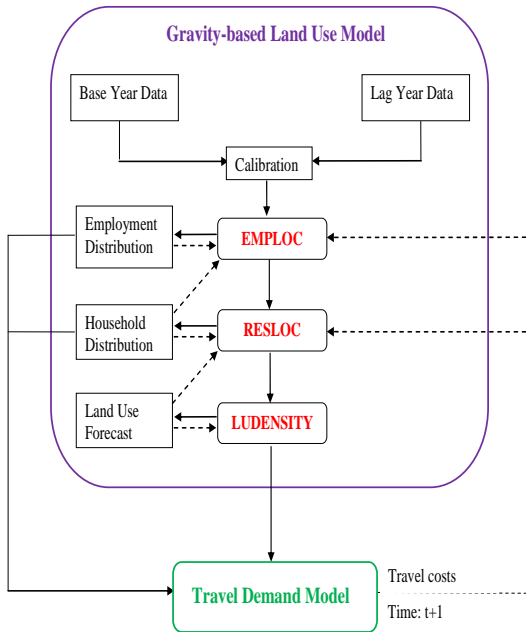 Gravity-based Land Use Model
Base Year Data
Lag Year Data
Calibration
Employment
Distribution
EMPLOC
Household
Distribution
RESLOC
Land Use
Forecast
LUDENSITY
Travel Demand Model
Travel costs
Time: t+1